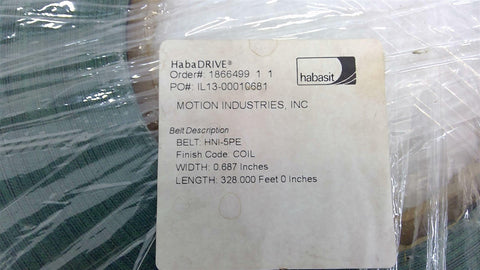 HabaDRIVE®
Order#: 1866499 1 1
PO#: IL13-00010681
habasit
MOTION INDUSTRIES, INC
Belt Description
BELT: HNI-5PE
Finish Code: COIL
WIDTH: 0.687 Inches
LENGTH: 328.000 Feet 0 Inches